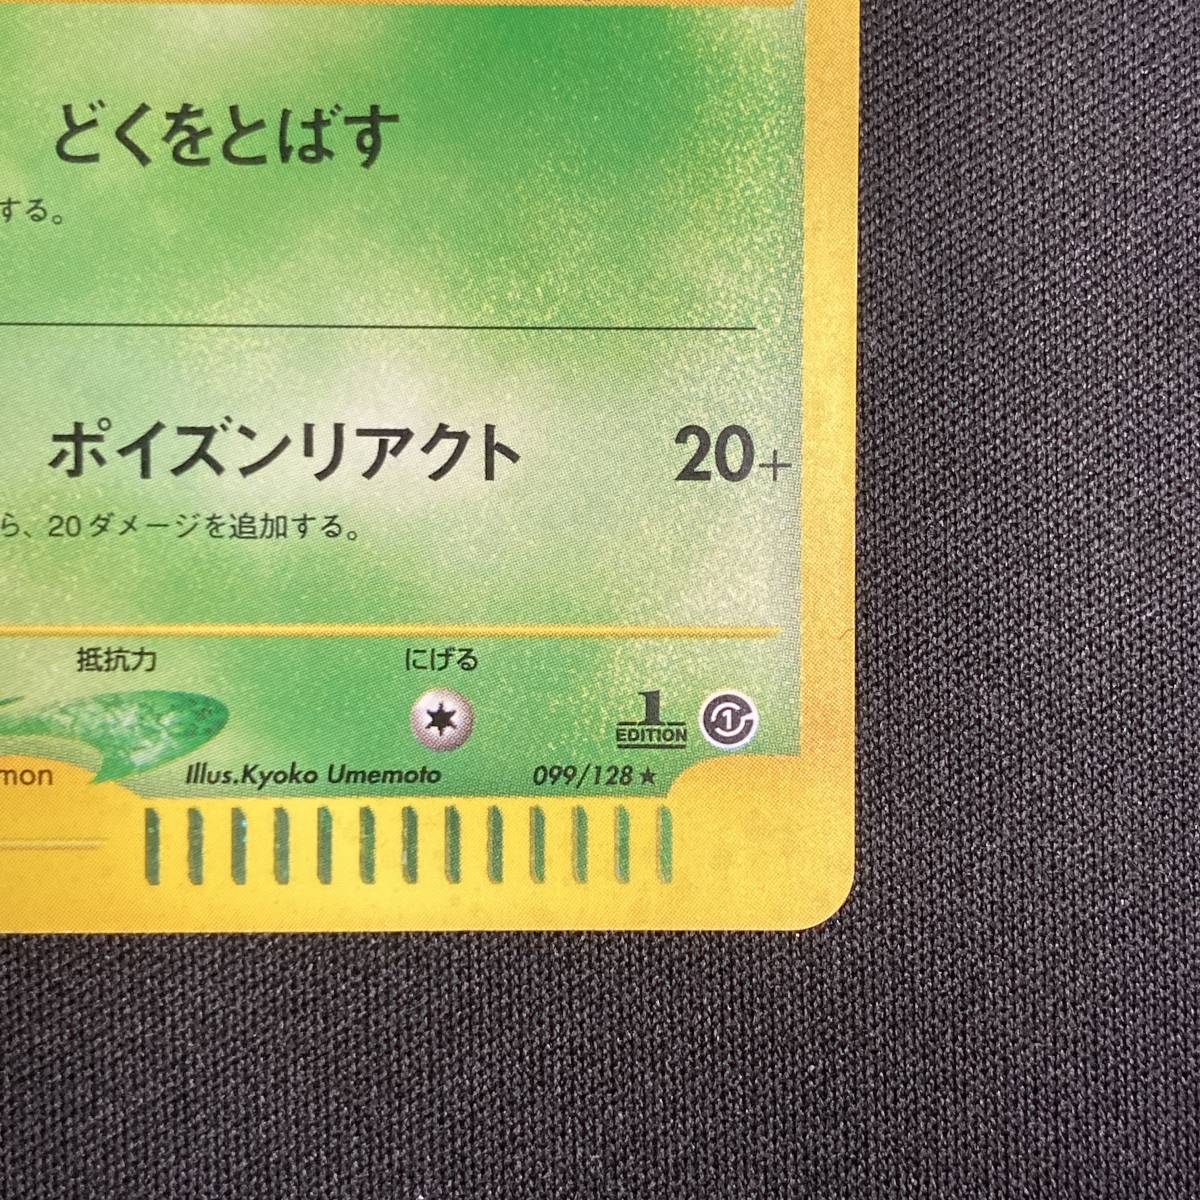 どくをとばす
する。
ポイズンリアクト 20+
ら、20ダメージを追加する。
抵抗力 にげる
1
EDITION 1
mon Illus.Kyoko Umemoto 099/128★